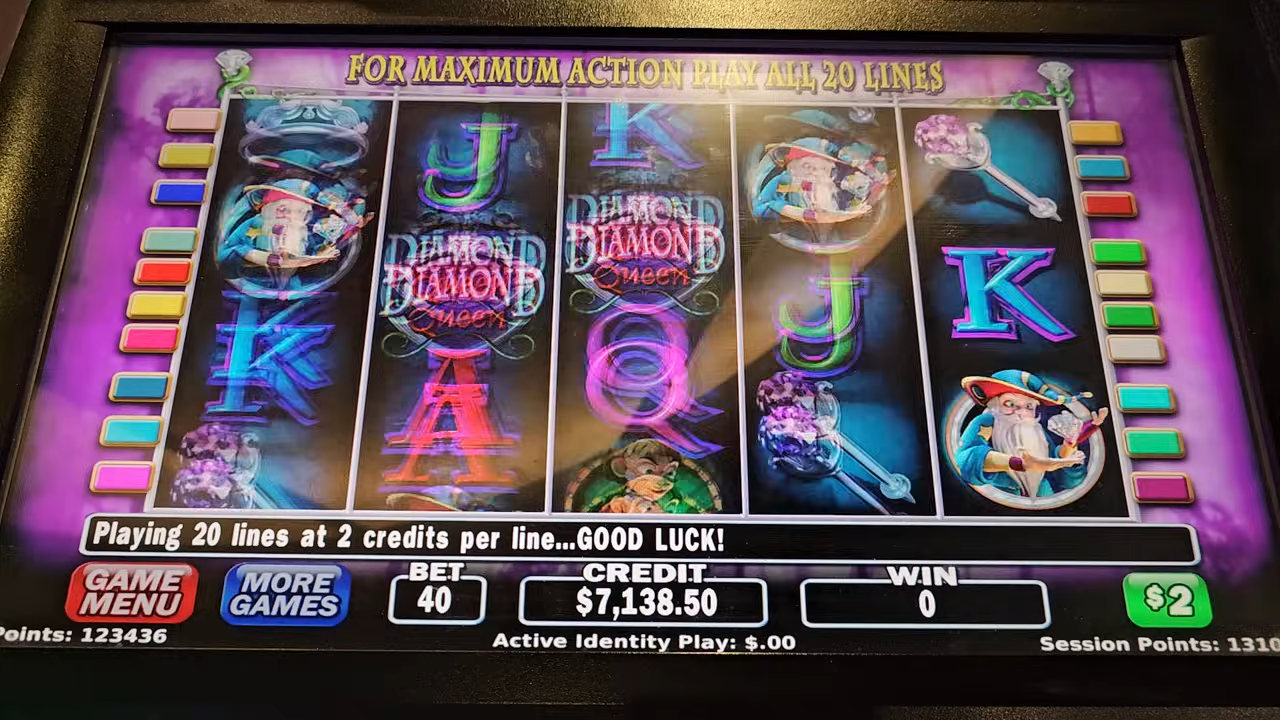 FOR MAXIMUM ACTION PLAY ALL 20 LINES
J
K
DIAMOND
DIAMOND
Queen
DIAMOND
DIAMOND
Queen
J
K
K
A
Q
Playing 20 lines at 2 credits per line...GOOD LUCK!
GAME
MENU
MORE
GAMES
BET
40
CREDIT
$7,138.50
WIN
0
$2
Points: 123436
Active Identity Play: $.00
Session Points: 1310